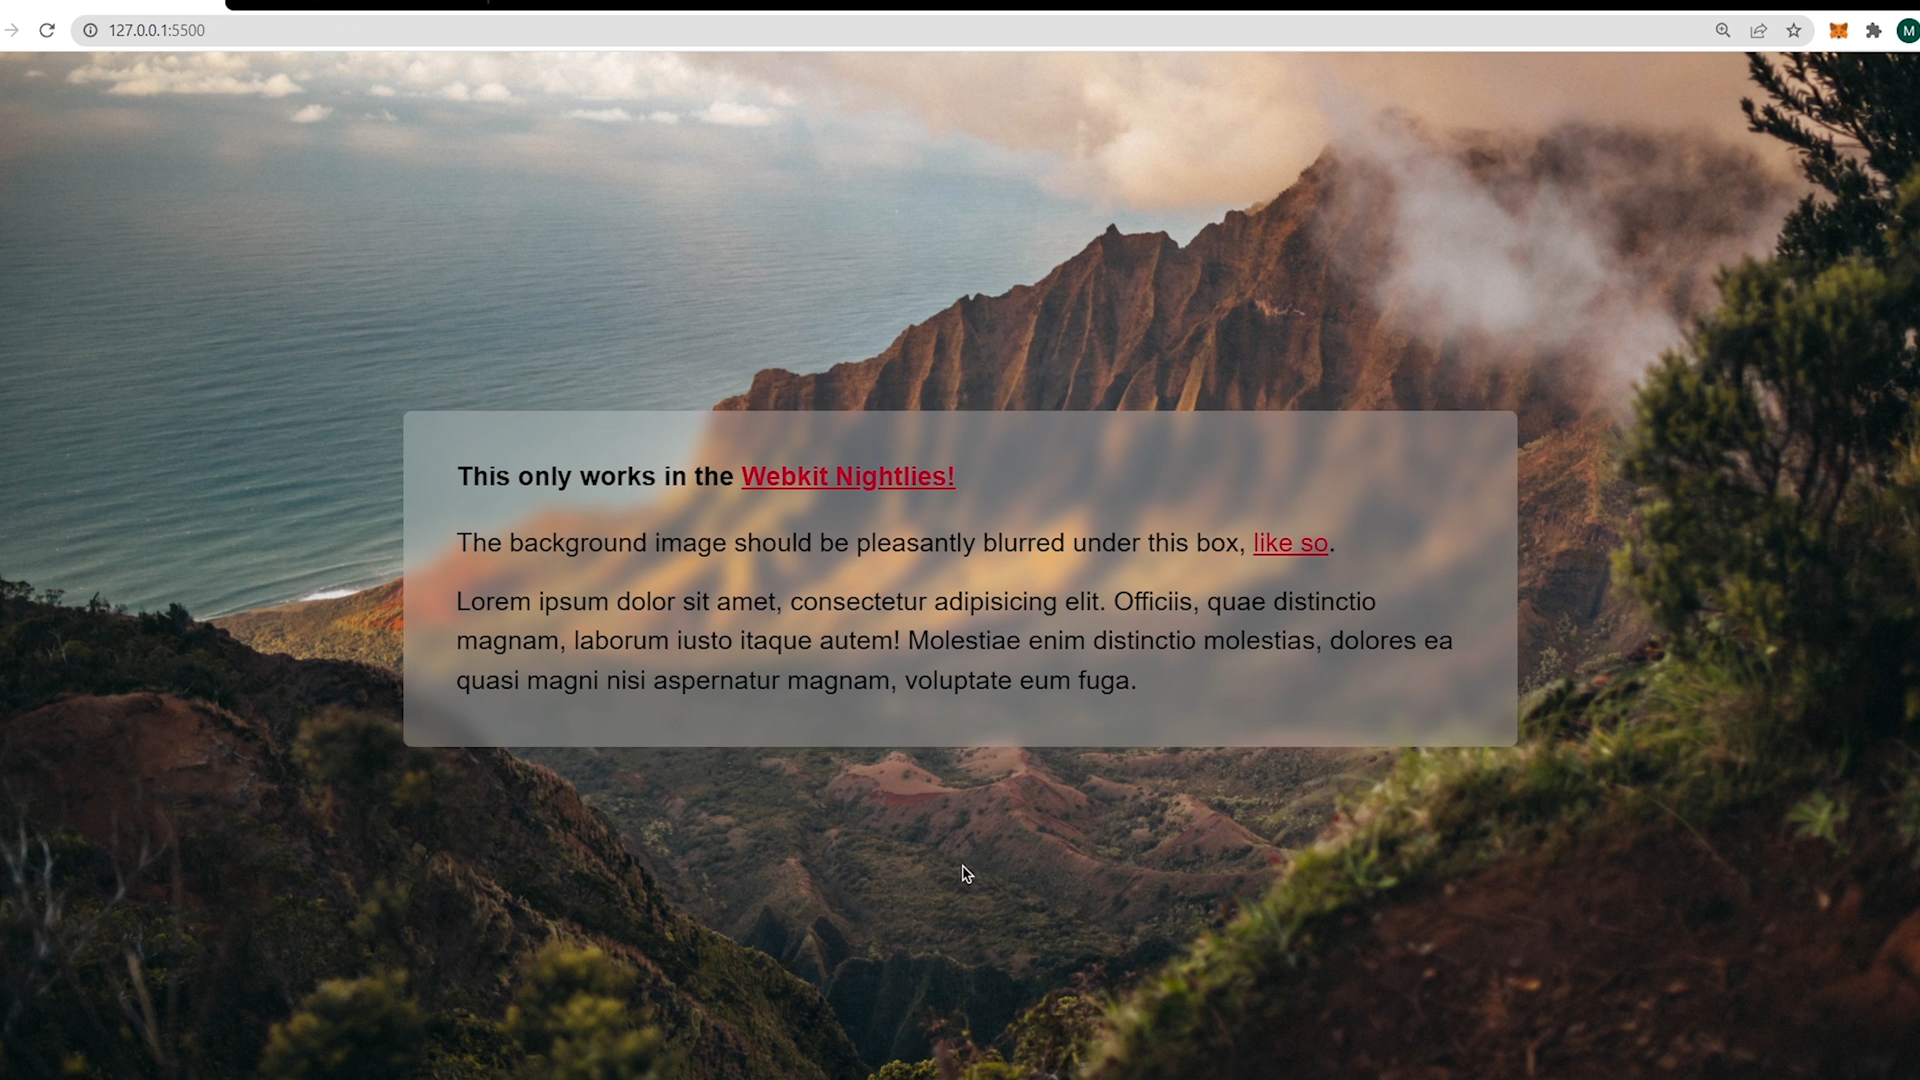 127.0.0.1:5500
M
This only works in the Webkit Nightlies!
The background image should be pleasantly blurred under this box, like so.
Lorem ipsum dolor sit amet, consectetur adipisicing elit. Officiis, quae distinctio
magnam, laborum iusto itaque autem! Molestiae enim distinctio molestias, dolores ea
quasi magni nisi aspernatur magnam, voluptate eum fuga.